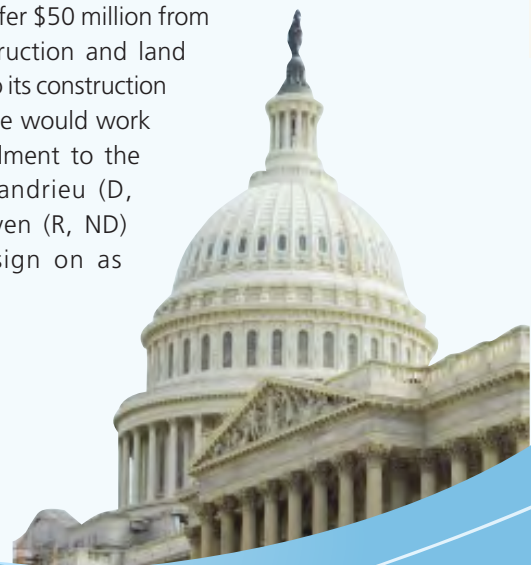 fer $50 million from
ruction and land
its construction
e would work
dment to the
andrieu (D,
ven (R, ND)
sign on as